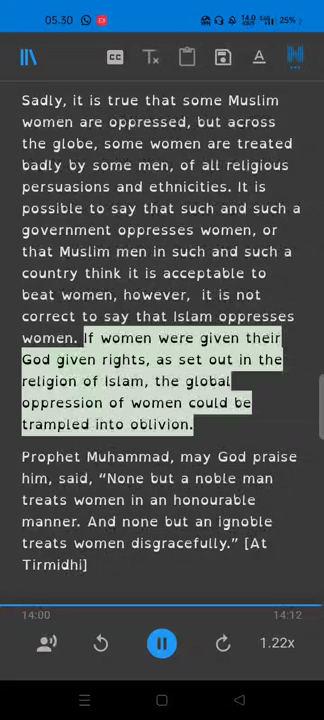 05.30
14.0
KB/S
25%
CC
Sadly, it is true that some Muslim
women are oppressed, but across
the globe, some women are treated
badly by some men, of all religious
persuasions and ethnicities. It is
possible to say that such and such a
government oppresses women, or
that Muslim men in such and such a
country think it is acceptable to
beat women, however,  it is not
correct to say that Islam oppresses
women. If women were given their
God given rights, as set out in the
religion of Islam, the global
oppression of women could be
trampled into oblivion.
Prophet Muhammad, may God praise
him, said, “None but a noble man
treats women in an honourable
manner. And none but an ignoble
treats women disgracefully.” [At
Tirmidhi]
14:00
14:12
1.22x